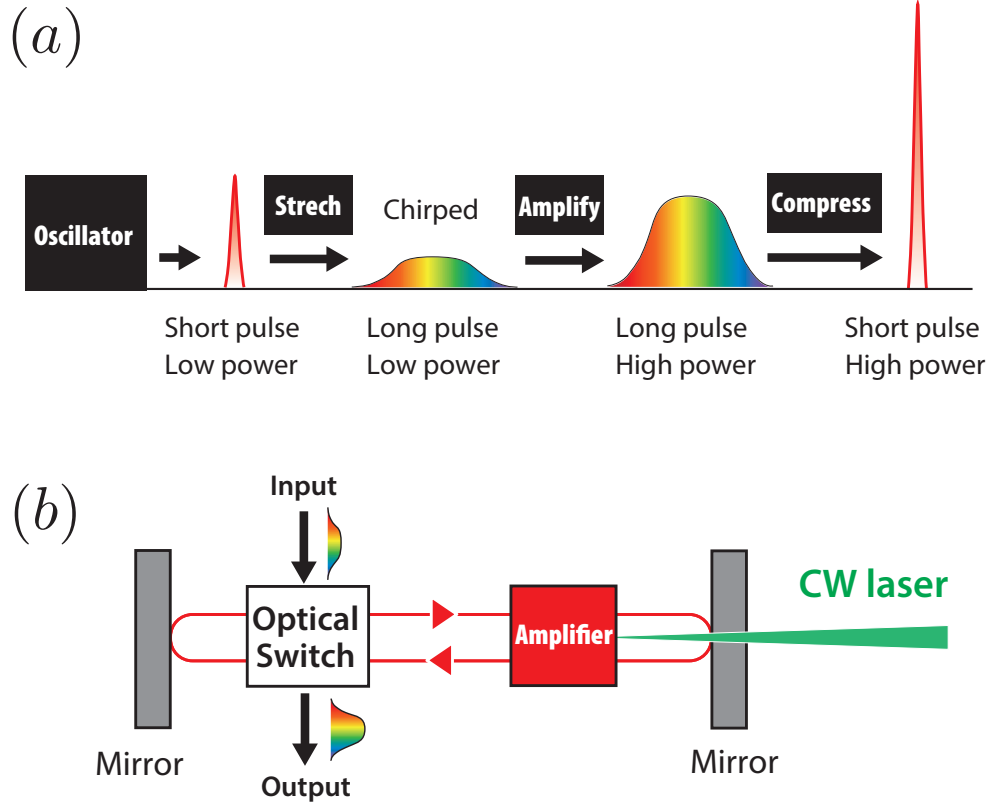 (a)
Oscillator
Strech
Chirped
Amplify
Compress
Short pulse
Low power
Long pulse
Low power
Long pulse
High power
Short pulse
High power
(b)
Input
Optical
Switch
Amplifier
CW laser
Mirror
Mirror
Output